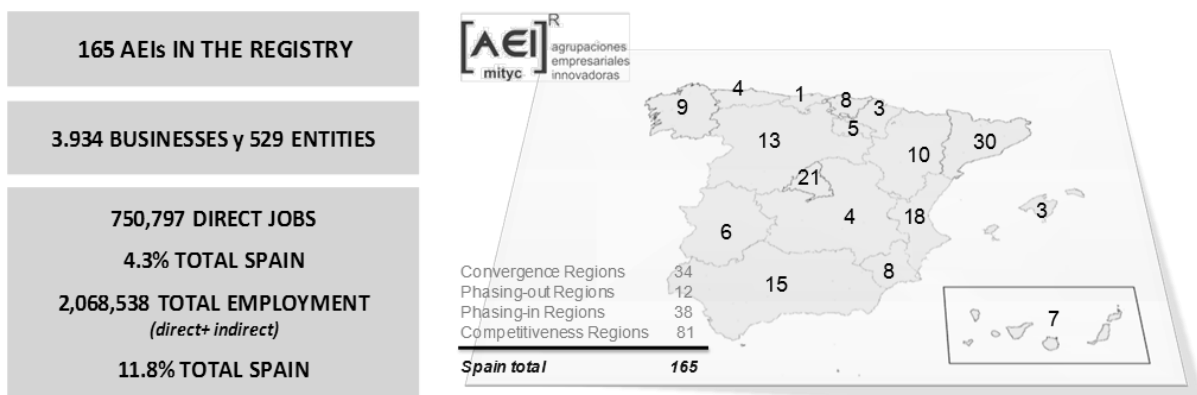 165 AEIs IN THE REGISTRY
3.934 BUSINESSES y 529 ENTITIES
750,797 DIRECT JOBS
4.3% TOTAL SPAIN
2,068,538 TOTAL EMPLOYMENT
(direct+ indirect)
11.8% TOTAL SPAIN
[AEI]R
mityc
agrupaciones
empresariales
innovadoras
9
4
1
8
3
5
13
10
30
21
6
4
18
3
15
8
7
Convergence Regions 34
Phasing-out Regions 12
Phasing-in Regions 38
Competitiveness Regions 81
Spain total 165